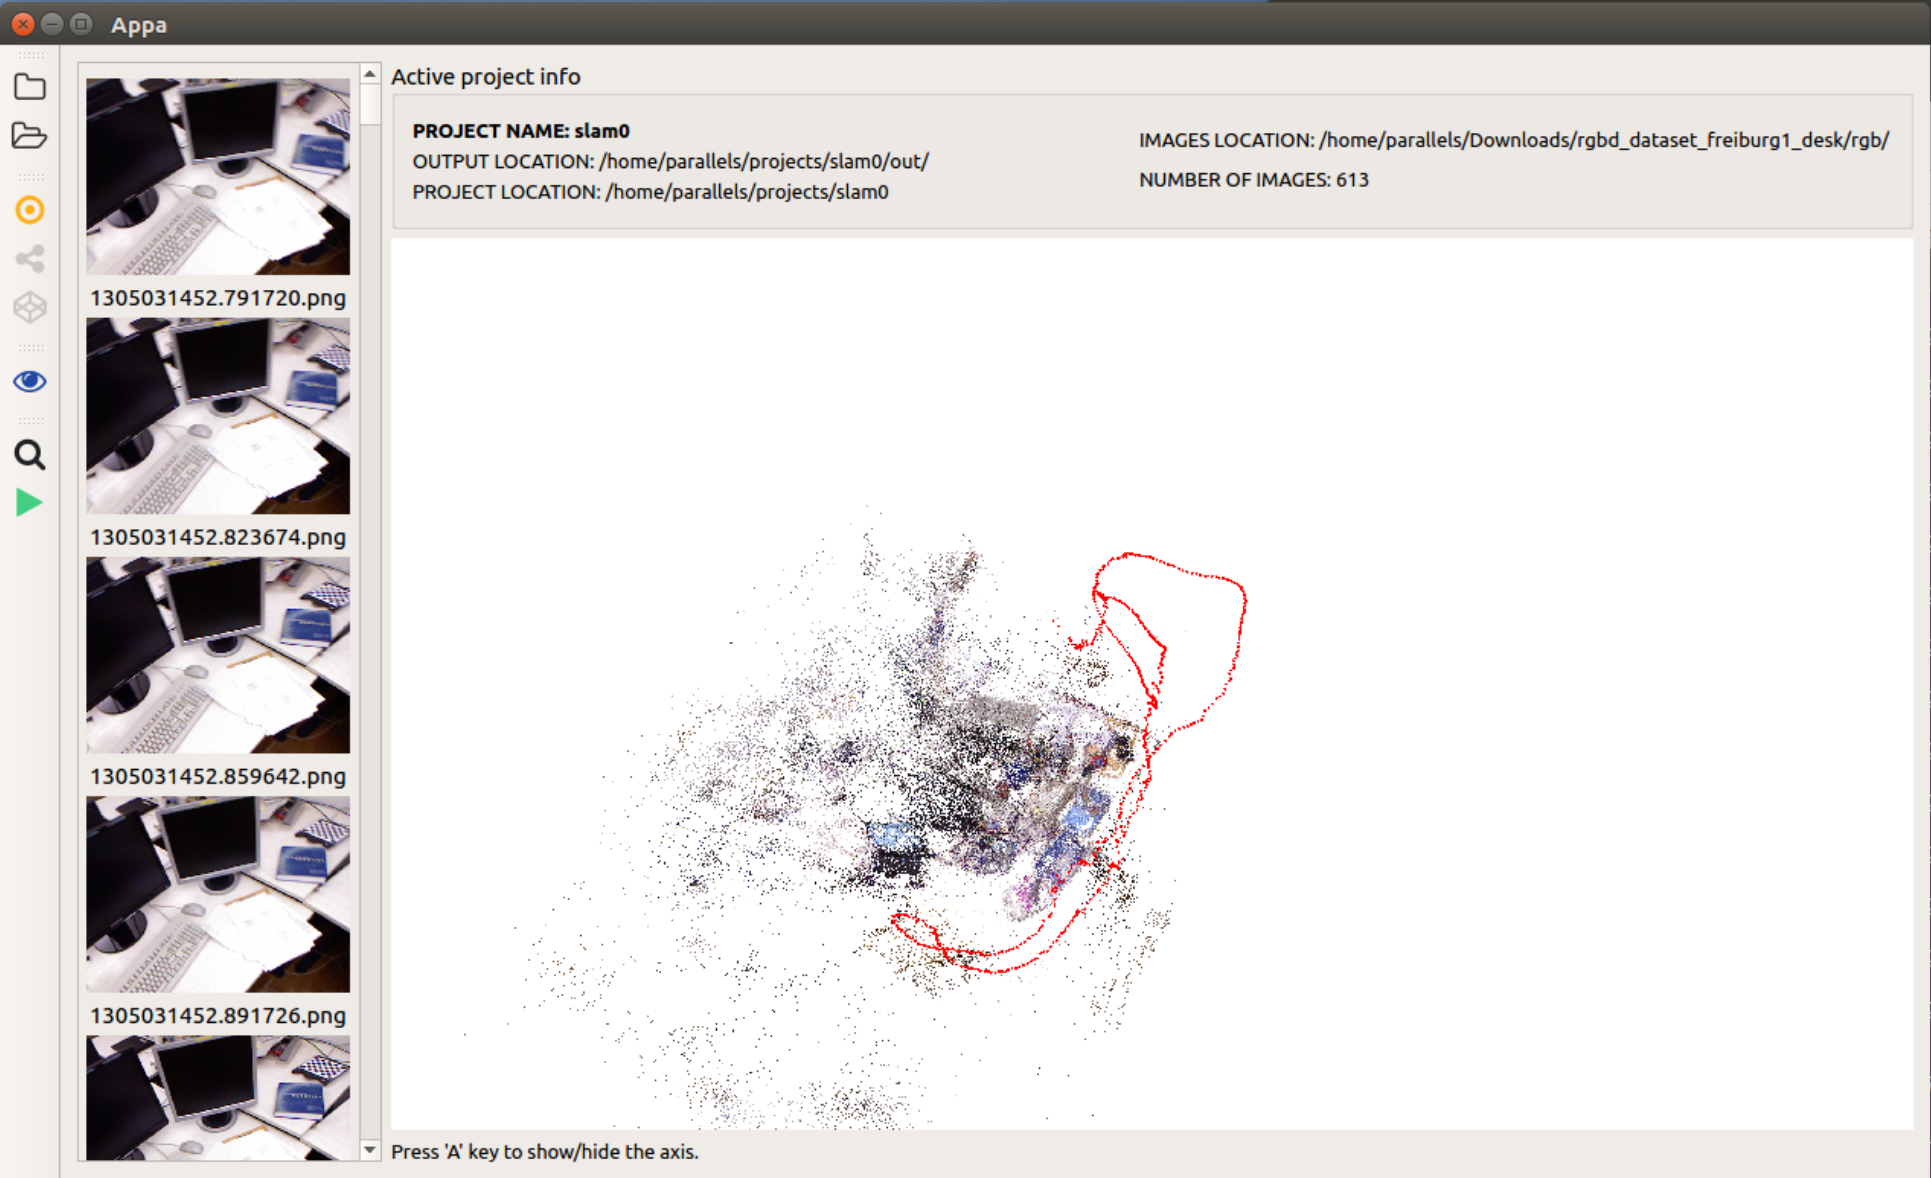 Appa
1305031452.791720.png
1305031452.823674.png
1305031452.859642.png
1305031452.891726.png
Active project info
PROJECT NAME: slam0
OUTPUT LOCATION: /home/parallels/projects/slam0/out/
PROJECT LOCATION: /home/parallels/projects/slam0
IMAGES LOCATION: /home/parallels/Downloads/rgbd_dataset_freiburg1_desk/rgb/
NUMBER OF IMAGES: 613
Press 'A' key to show/hide the axis.